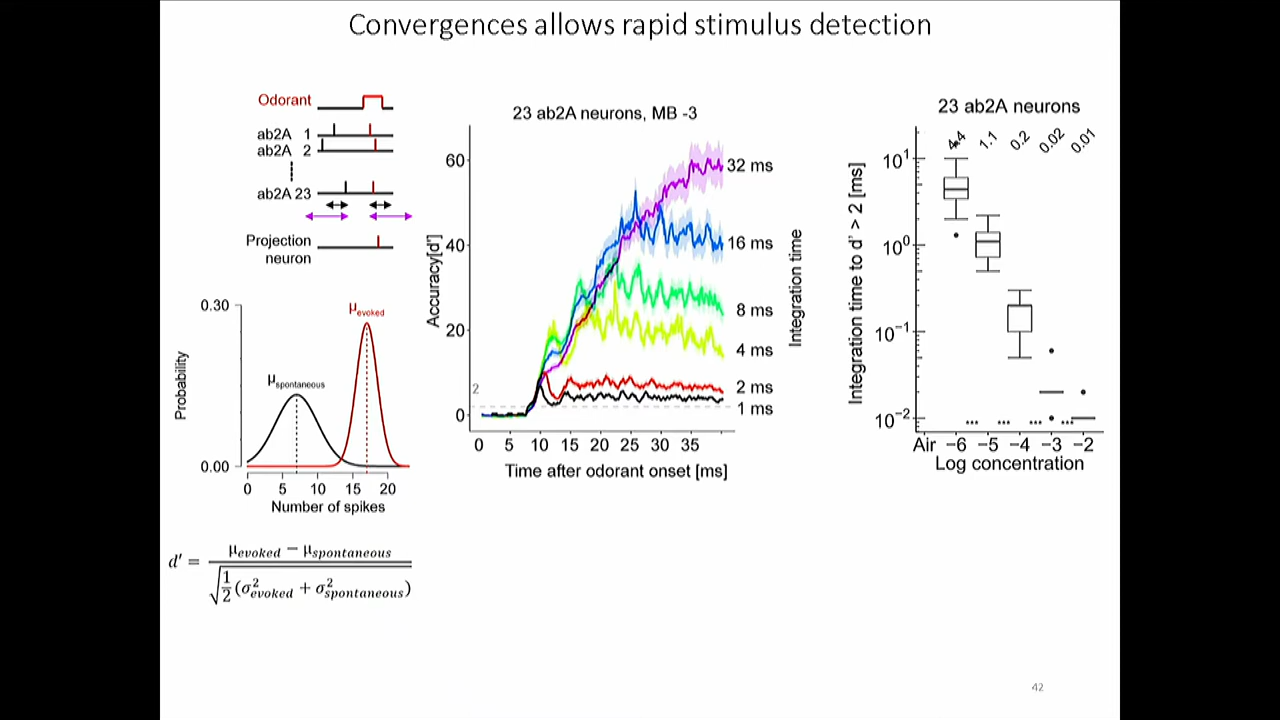 Convergences allows rapid stimulus detection
Odorant
ab2A 1
ab2A 2
ab2A 23
Projection
neuron
0.30
0.00
Probability
μspontaneous
μevoked
0 5 10 15 20
Number of spikes
d′ = μevoked − μspontaneous
√ 1/2 (σ²evoked + σ²spontaneous)
23 ab2A neurons, MB -3
Accuracy[d']
60
40
20
2
0
0 5 10 15 20 25 30 35
Time after odorant onset [ms]
32 ms
16 ms
8 ms
4 ms
2 ms
1 ms
Integration time
23 ab2A neurons
4.4 1.1 0.2 0.02 0.01
Integration time to d' > 2 [ms]
10¹
10⁰
10⁻¹
10⁻²
*** *** *** ***
Air −6 −5 −4 −3 −2
Log concentration
42